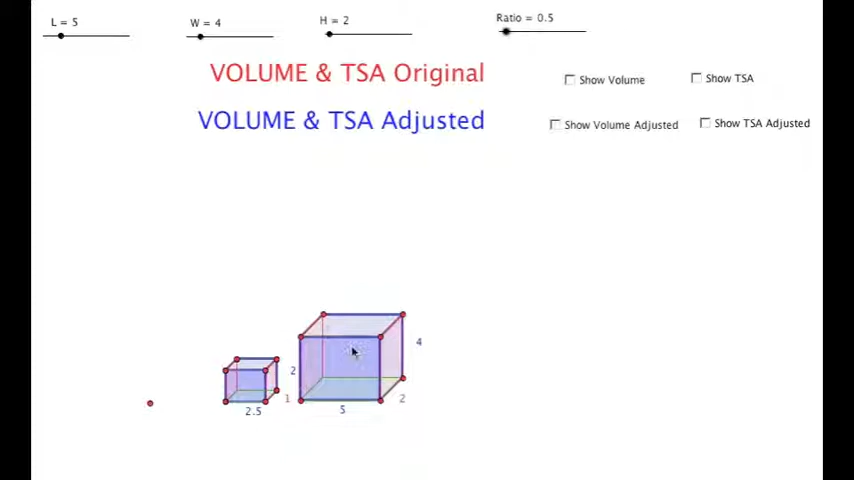 L = 5
W = 4
H = 2
Ratio = 0.5
VOLUME & TSA Original
Show Volume
Show TSA
VOLUME & TSA Adjusted
Show Volume Adjusted
Show TSA Adjusted
2
1
2.5
4
2
5